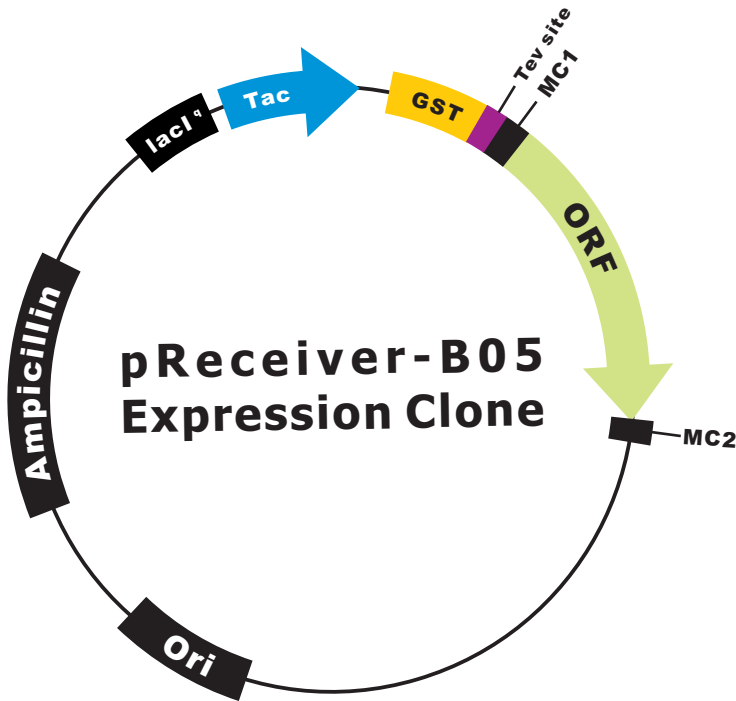 Tev site
MC1
lacI q
Tac
GST
ORF
Ampicillin
pReceiver-B05
Expression Clone
MC2
Ori